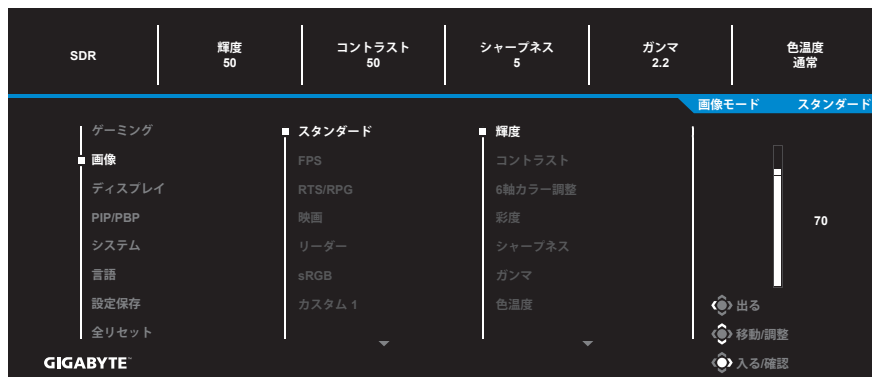 SDR
輝度
50
コントラスト
50
シャープネス
5
ガンマ
2.2
色温度
通常
画像モード スタンダード
ゲーミング
画像
ディスプレイ
PIP/PBP
システム
言語
設定保存
全リセット
スタンダード
FPS
RTS/RPG
映画
リーダー
sRGB
カスタム 1
輝度
コントラスト
6軸カラー調整
彩度
シャープネス
ガンマ
色温度
70
出る
移動/調整
入る/確認
GIGABYTE™